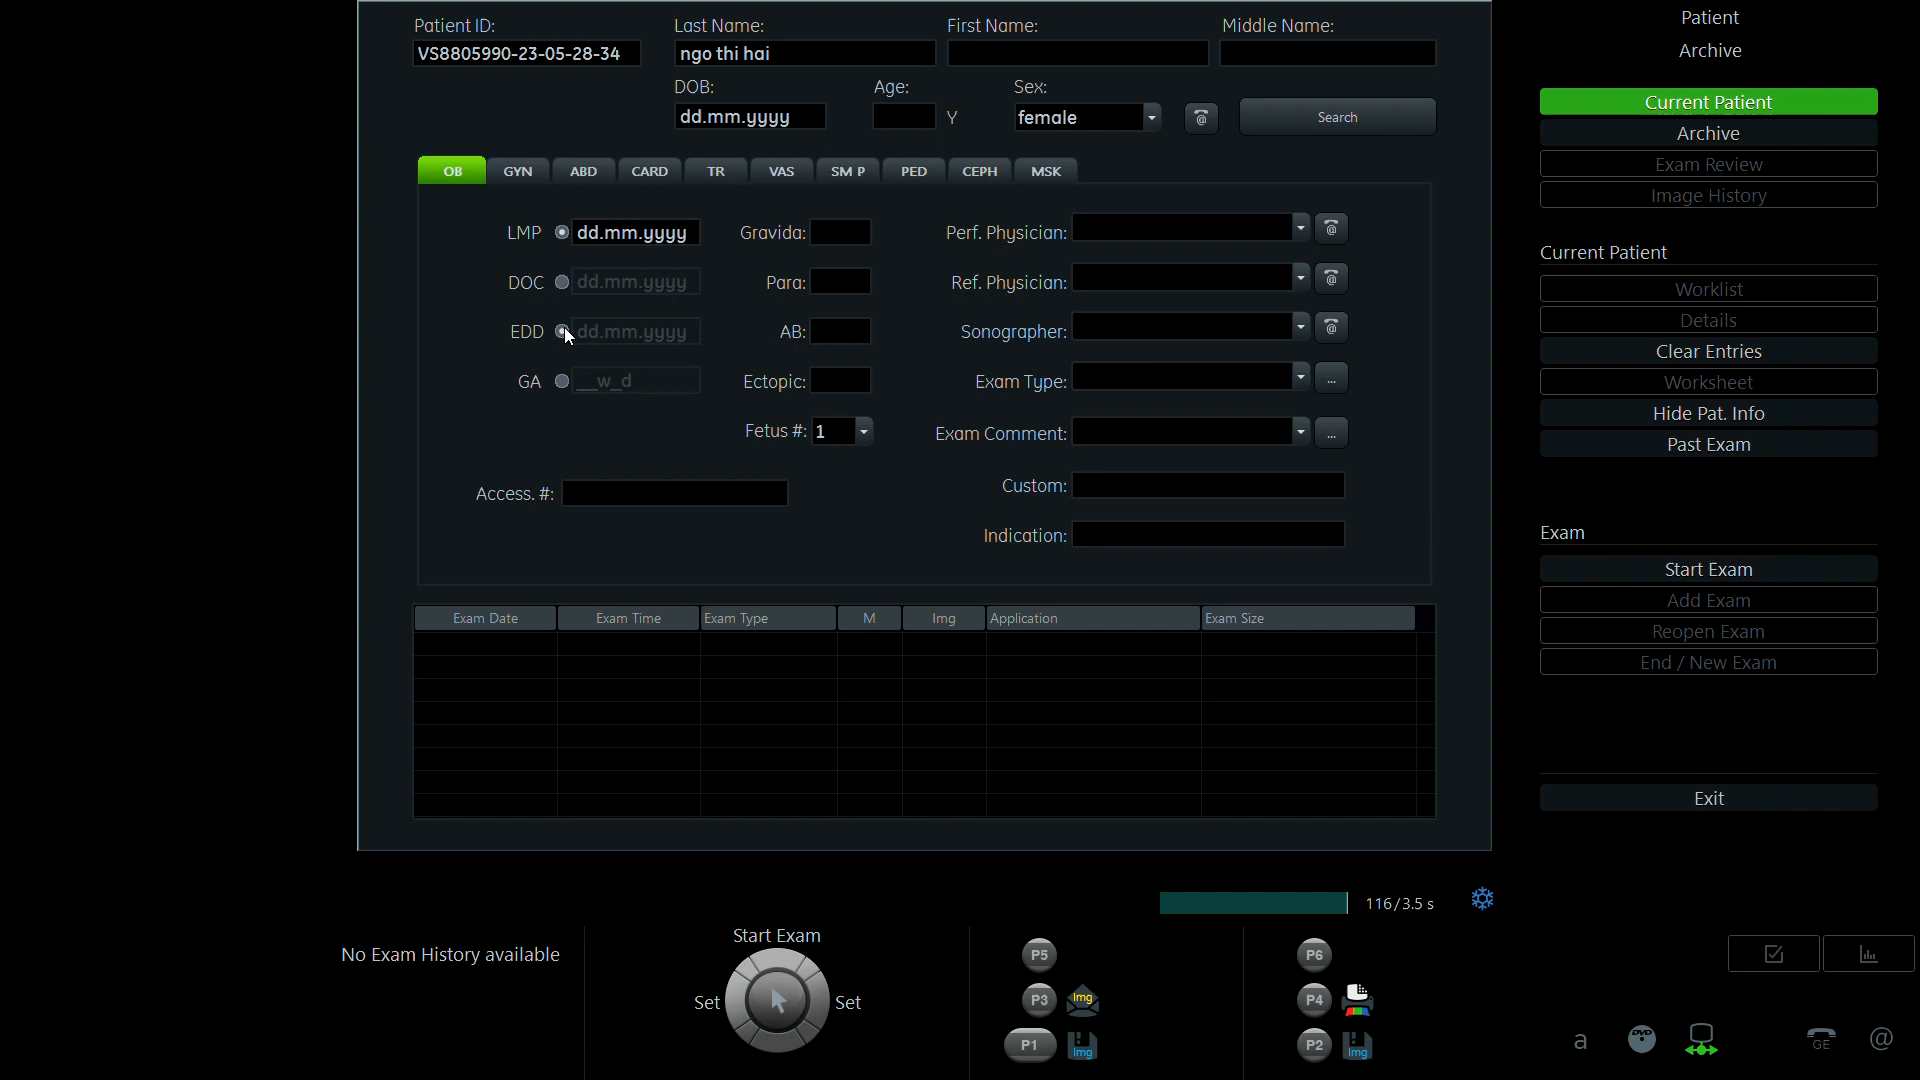 Patient ID: Last Name: First Name: Middle Name:
VS8805990-23-05-28-34 ngo thi hai
DOB: Age: Sex:
dd.mm.yyyy Y female Search
OB GYN ABD CARD TR VAS SM P PED CEPH MSK
LMP dd.mm.yyyy Gravida: Perf. Physician:
DOC dd.mm.yyyy Para: Ref. Physician:
EDD dd.mm.yyyy AB: Sonographer:
GA __w_d Ectopic: Exam Type: ...
Fetus #: 1 Exam Comment: ...
Access. #: Custom:
Indication:
Exam Date Exam Time Exam Type M Img Application Exam Size
116/3.5 s
Patient
Archive
Current Patient
Archive
Exam Review
Image History
Current Patient
Worklist
Details
Clear Entries
Worksheet
Hide Pat. Info
Past Exam
Exam
Start Exam
Add Exam
Reopen Exam
End / New Exam
Exit
No Exam History available
Start Exam
Set Set
P5 P6
P3 Img P4
P1 Img P2 Img
a DVD GE @